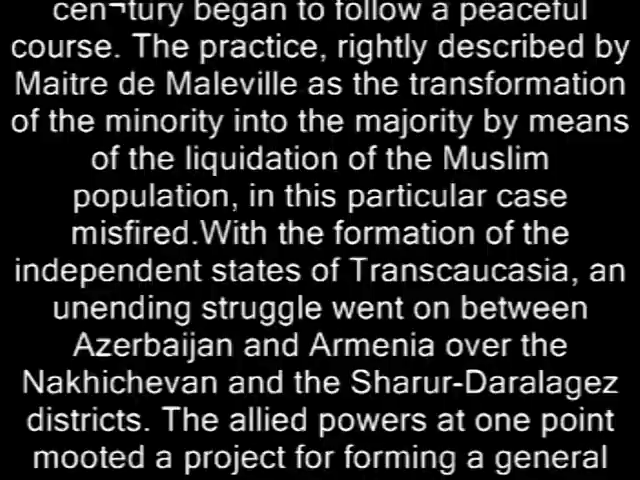 cen¬tury began to follow a peaceful
course. The practice, rightly described by
Maitre de Maleville as the transformation
of the minority into the majority by means
of the liquidation of the Muslim
population, in this particular case
misfired.With the formation of the
independent states of Transcaucasia, an
unending struggle went on between
Azerbaijan and Armenia over the
Nakhichevan and the Sharur-Daralagez
districts. The allied powers at one point
mooted a project for forming a general